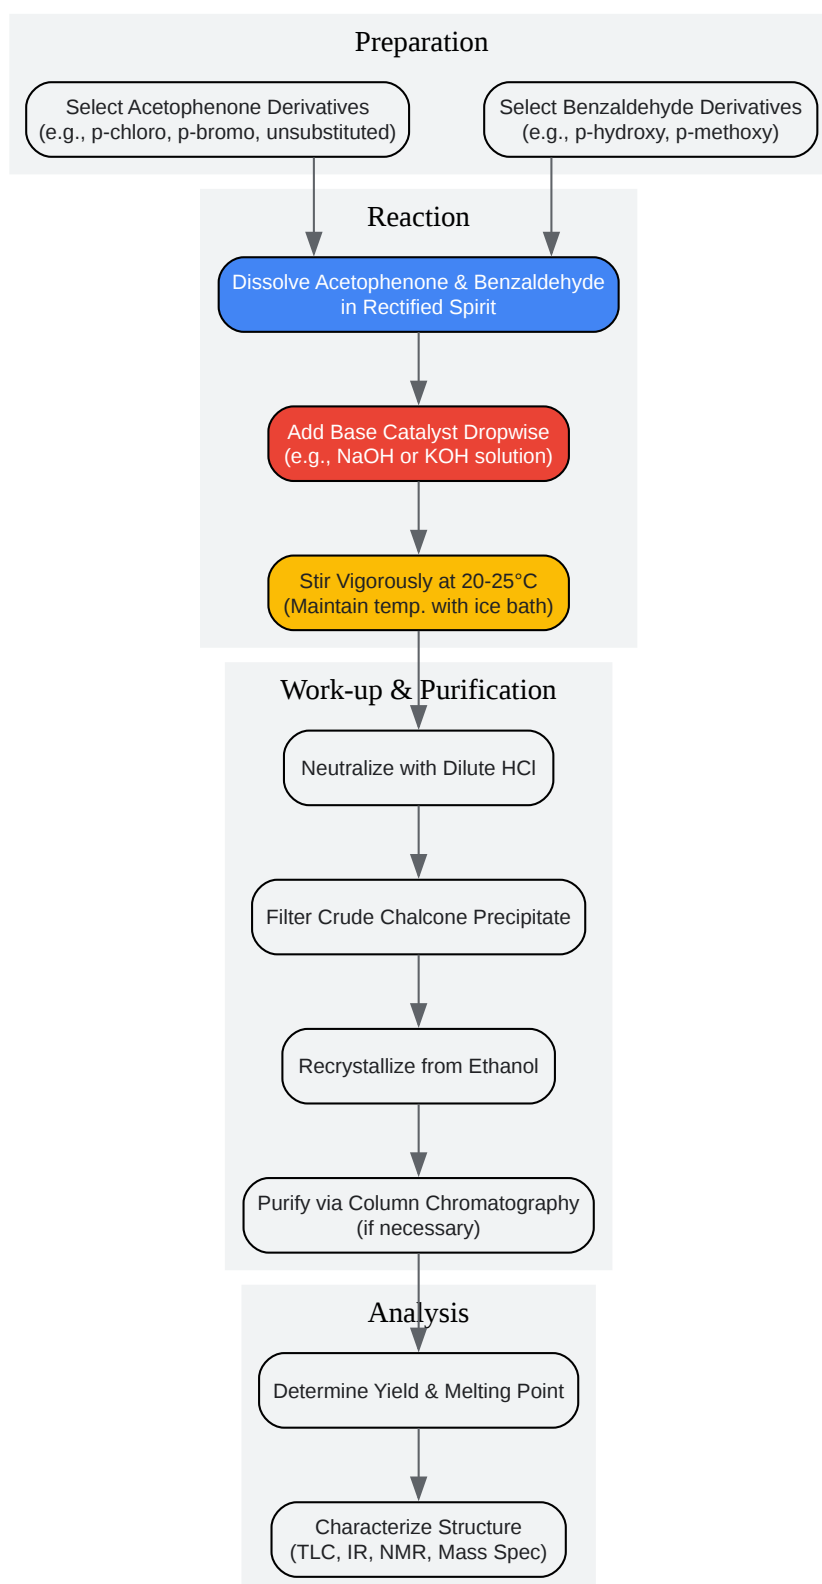 Preparation
Select Acetophenone Derivatives
(e.g., p-chloro, p-bromo, unsubstituted)
Select Benzaldehyde Derivatives
(e.g., p-hydroxy, p-methoxy)
Reaction
Dissolve Acetophenone & Benzaldehyde
in Rectified Spirit
Add Base Catalyst Dropwise
(e.g., NaOH or KOH solution)
Stir Vigorously at 20-25°C
(Maintain temp. with ice bath)
Work-up & Purification
Neutralize with Dilute HCl
Filter Crude Chalcone Precipitate
Recrystallize from Ethanol
Purify via Column Chromatography
(if necessary)
Analysis
Determine Yield & Melting Point
Characterize Structure
(TLC, IR, NMR, Mass Spec)